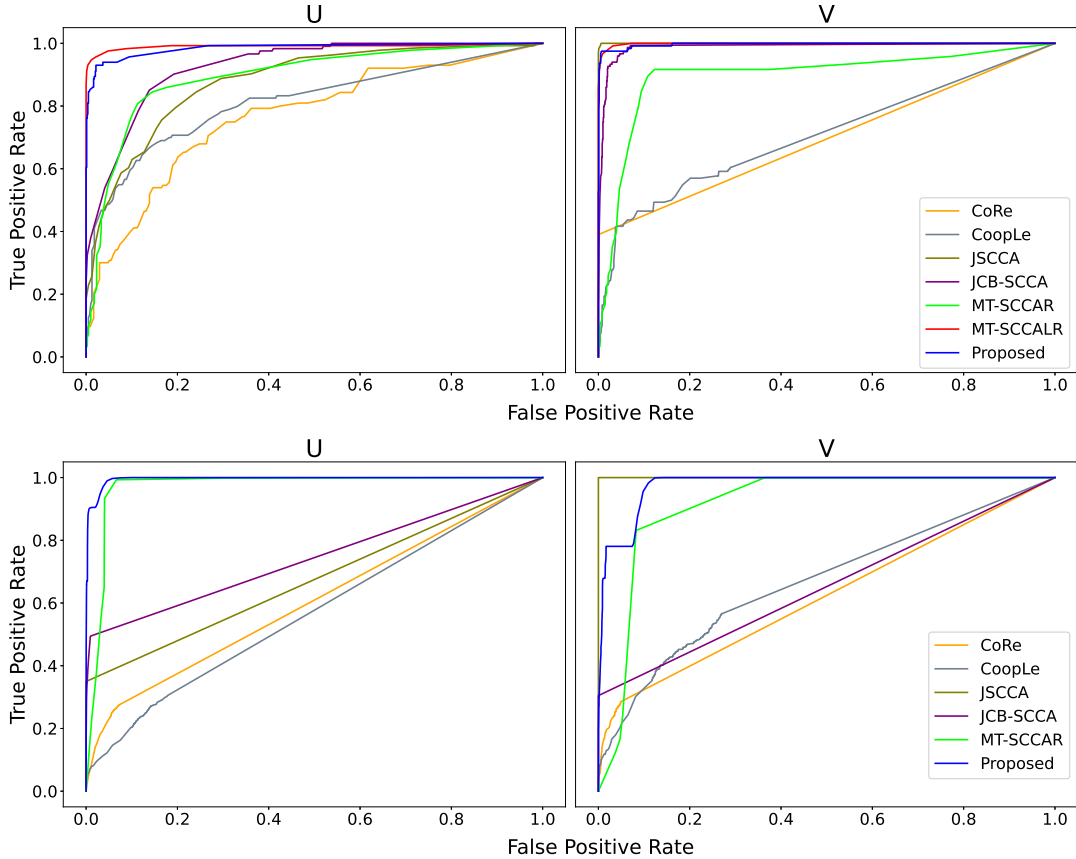 U
V
True Positive Rate
1.0
0.8
0.6
0.4
0.2
0.0
CoRe
CoopLe
JSCCA
JCB-SCCA
MT-SCCAR
MT-SCCALR
Proposed
0.0 0.2 0.4 0.6 0.8 1.0
0.0 0.2 0.4 0.6 0.8 1.0
False Positive Rate
U
V
True Positive Rate
1.0
0.8
0.6
0.4
0.2
0.0
CoRe
CoopLe
JSCCA
JCB-SCCA
MT-SCCAR
Proposed
0.0 0.2 0.4 0.6 0.8 1.0
0.0 0.2 0.4 0.6 0.8 1.0
False Positive Rate